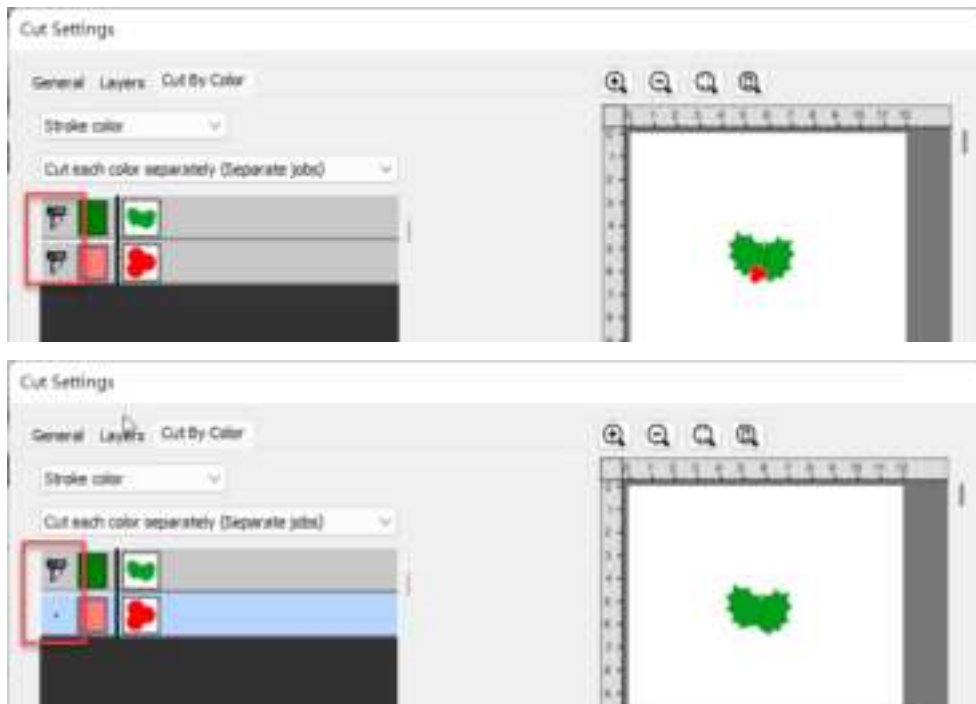 Cut Settings
General Layers Cut By Color
Stroke color
Cut each color separately (Separate jobs)
Cut Settings
General Layers Cut By Color
Stroke color
Cut each color separately (Separate jobs)